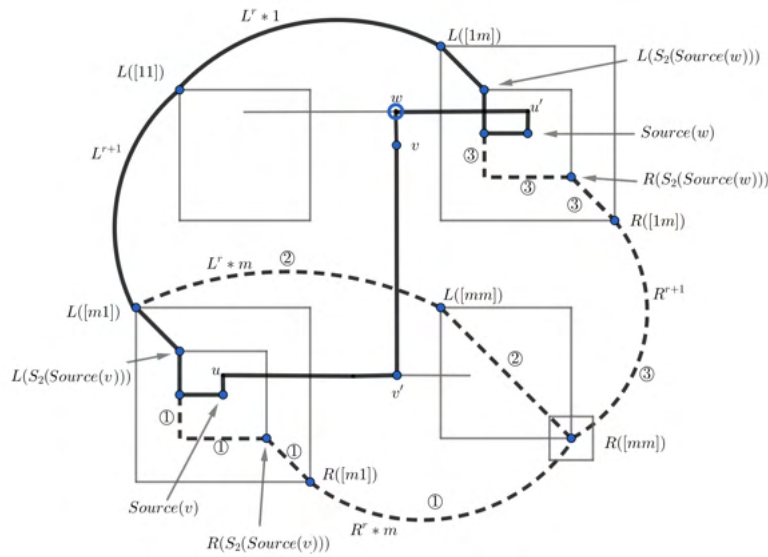 L^r * 1
L([1m])
L([11])
L(S_2(Source(w)))
w
u'
L^{r+1}
v
③
Source(w)
③
③
R(S_2(Source(w)))
R([1m])
L^r * m
②
L([m1])
L([mm])
R^{r+1}
②
L(S_2(Source(v)))
u
v'
③
①
①
①
R([mm])
R([m1])
Source(v)
①
R^r * m
R(S_2(Source(v)))